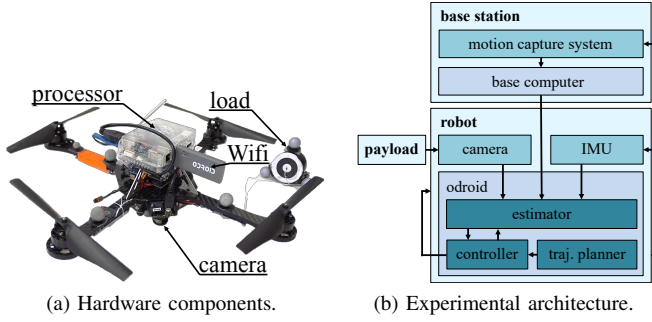 processor
load
Wifi
CIOFCO
camera
(a) Hardware components.
base station
motion capture system
base computer
robot
payload
camera
IMU
odroid
estimator
controller
traj. planner
(b) Experimental architecture.